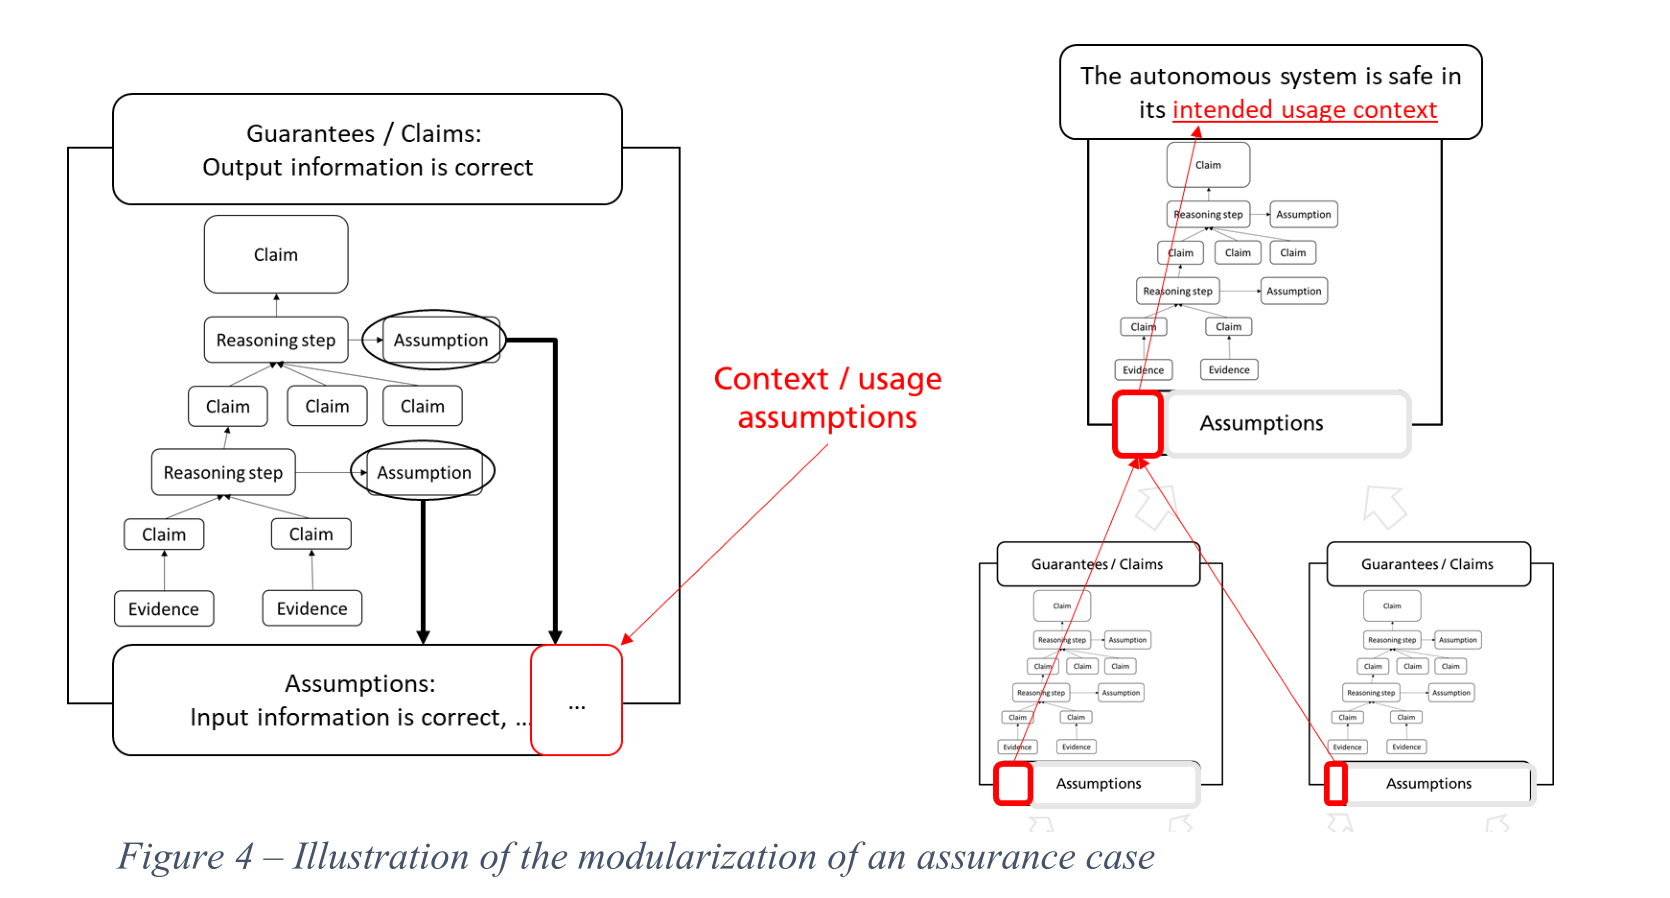 Guarantees / Claims:
Output information is correct
Claim
Reasoning step
Assumption
Claim
Claim
Claim
Reasoning step
Assumption
Claim
Claim
Evidence
Evidence
Assumptions:
Input information is correct, ...
...
Context / usage
assumptions
The autonomous system is safe in
its intended usage context
Claim
Reasoning step
Assumption
Claim
Claim
Claim
Reasoning step
Assumption
Claim
Claim
Evidence
Evidence
Assumptions
Guarantees / Claims
Claim
Reasoning step
Assumption
Claim
Claim
Claim
Reasoning step
Assumption
Claim
Claim
Evidence
Evidence
Assumptions
Guarantees / Claims
Claim
Reasoning step
Assumption
Claim
Claim
Claim
Reasoning step
Assumption
Claim
Claim
Evidence
Evidence
Assumptions
Figure 4 – Illustration of the modularization of an assurance case